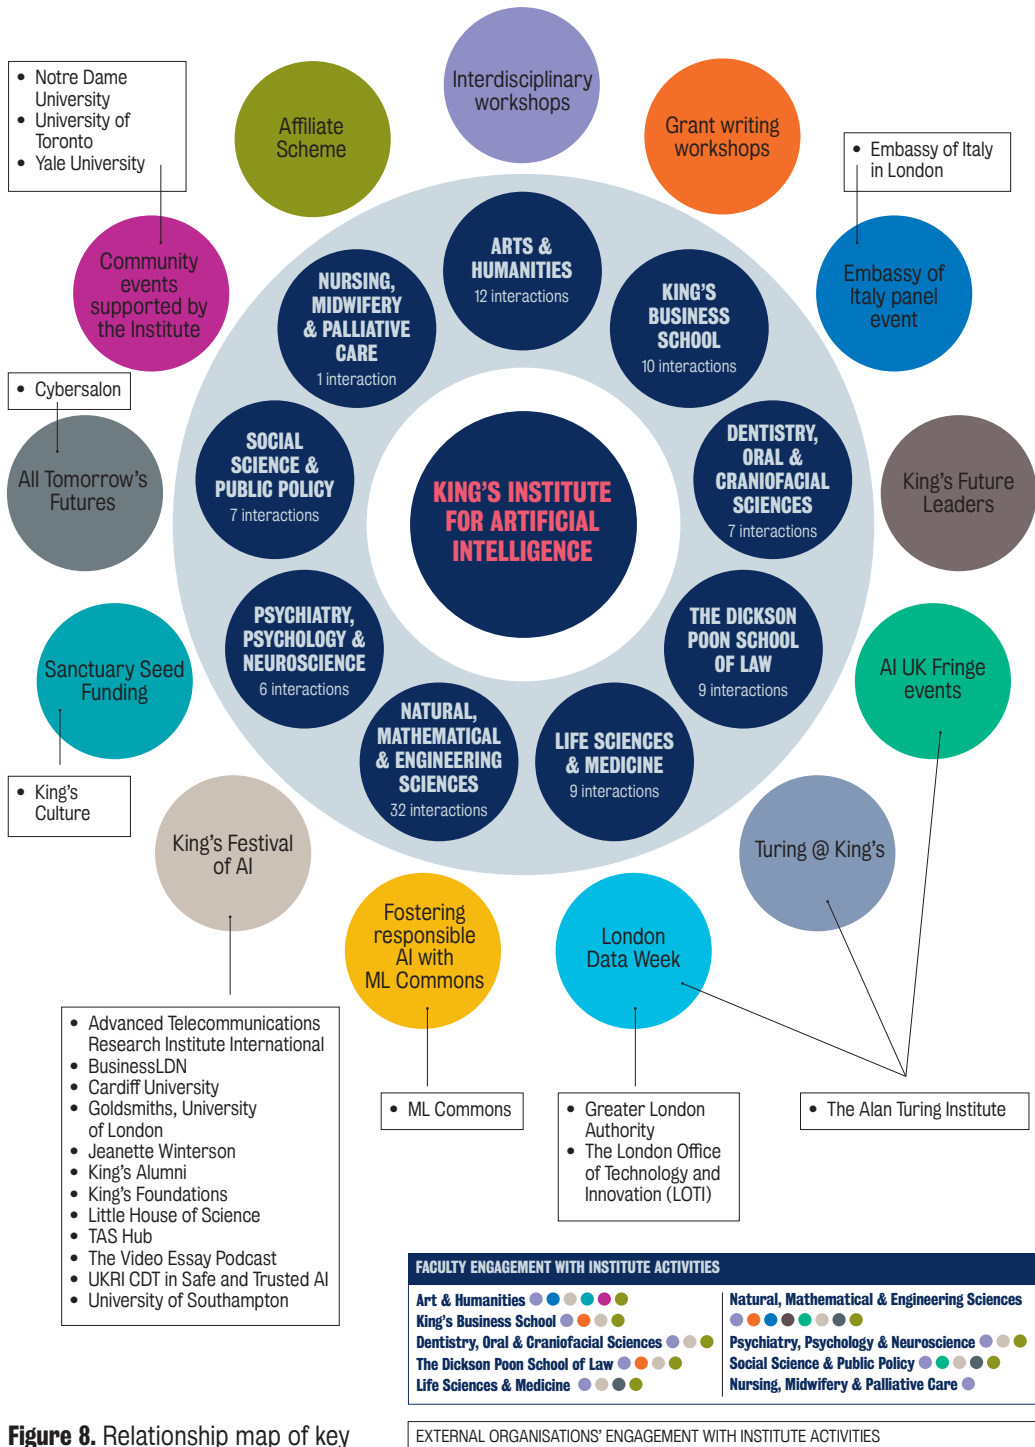 Interdisciplinary
workshops
Affiliate
Scheme
Grant writing
workshops
• Notre Dame
University
• University of
Toronto
• Yale University
• Embassy of Italy
in London
Community
events
supported by
the Institute
Embassy of
Italy panel
event
ARTS &
HUMANITIES
12 interactions
NURSING,
MIDWIFERY
& PALLIATIVE
CARE
1 interaction
KING'S
BUSINESS
SCHOOL
10 interactions
• Cybersalon
All Tomorrow's
Futures
SOCIAL
SCIENCE &
PUBLIC POLICY
7 interactions
KING'S INSTITUTE
FOR ARTIFICIAL
INTELLIGENCE
DENTISTRY,
ORAL &
CRANIOFACIAL
SCIENCES
7 interactions
King's Future
Leaders
PSYCHIATRY,
PSYCHOLOGY &
NEUROSCIENCE
6 interactions
THE DICKSON
POON SCHOOL
OF LAW
9 interactions
Sanctuary Seed
Funding
AI UK Fringe
events
NATURAL,
MATHEMATICAL
& ENGINEERING
SCIENCES
32 interactions
LIFE SCIENCES
& MEDICINE
9 interactions
• King's
Culture
King's Festival
of AI
Turing @ King's
Fostering
responsible
AI with
ML Commons
London
Data Week
• Advanced Telecommunications
Research Institute International
• BusinessLDN
• Cardiff University
• Goldsmiths, University
of London
• Jeanette Winterson
• King's Alumni
• King's Foundations
• Little House of Science
• TAS Hub
• The Video Essay Podcast
• UKRI CDT in Safe and Trusted AI
• University of Southampton
• ML Commons
• Greater London
Authority
• The London Office
of Technology and
Innovation (LOTI)
• The Alan Turing Institute
FACULTY ENGAGEMENT WITH INSTITUTE ACTIVITIES
Art & Humanities
King's Business School
Dentistry, Oral & Craniofacial Sciences
The Dickson Poon School of Law
Life Sciences & Medicine
Natural, Mathematical & Engineering Sciences
Psychiatry, Psychology & Neuroscience
Social Science & Public Policy
Nursing, Midwifery & Palliative Care
Figure 8. Relationship map of key
EXTERNAL ORGANISATIONS' ENGAGEMENT WITH INSTITUTE ACTIVITIES